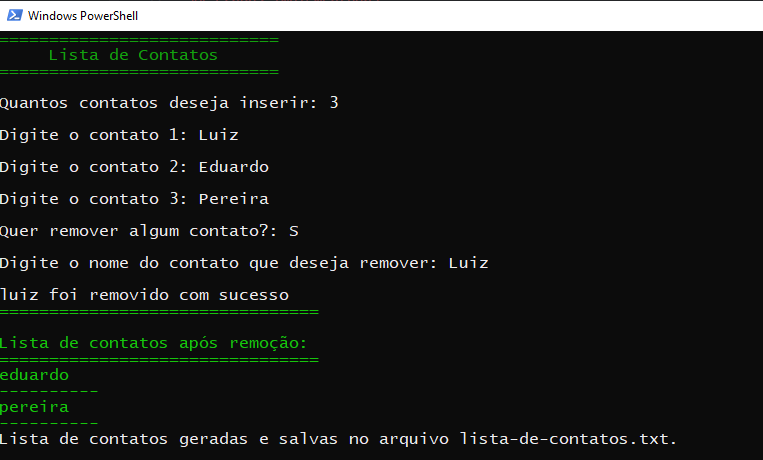 Windows PowerShell
============================
Lista de Contatos
============================
Quantos contatos deseja inserir: 3
Digite o contato 1: Luiz
Digite o contato 2: Eduardo
Digite o contato 3: Pereira
Quer remover algum contato?: S
Digite o nome do contato que deseja remover: Luiz
luiz foi removido com sucesso
================================
Lista de contatos após remoção:
================================
eduardo
----------
pereira
----------
Lista de contatos geradas e salvas no arquivo lista-de-contatos.txt.